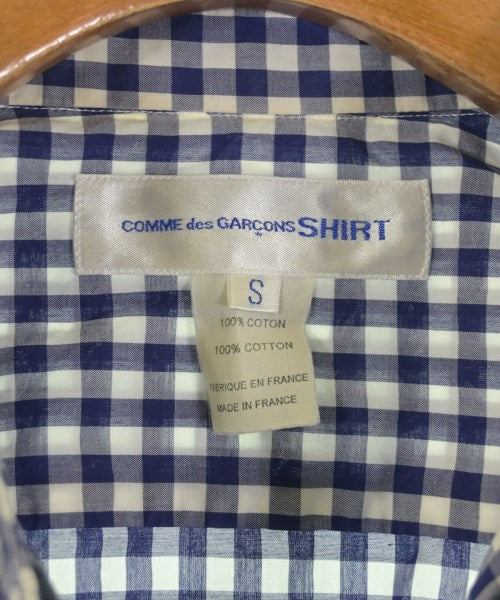 COMME des GARÇONS SHIRT
*
S
100% COTON
100% COTTON
FABRIQUE EN FRANCE
MADE IN FRANCE